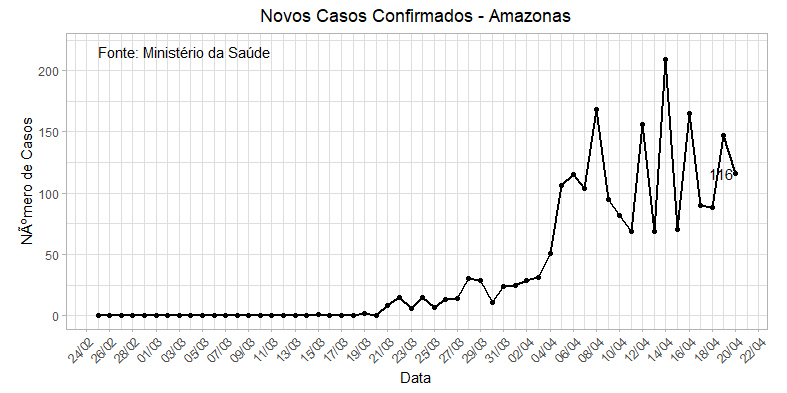 Novos Casos Confirmados - Amazonas
Fonte: Ministério da Saúde
NÃºmero de Casos
200
150
100
50
0
116
24/02 26/02 28/02 01/03 03/03 05/03 07/03 09/03 11/03 13/03 15/03 17/03 19/03 21/03 23/03 25/03 27/03 29/03 31/03 02/04 04/04 06/04 08/04 10/04 12/04 14/04 16/04 18/04 20/04 22/04
Data